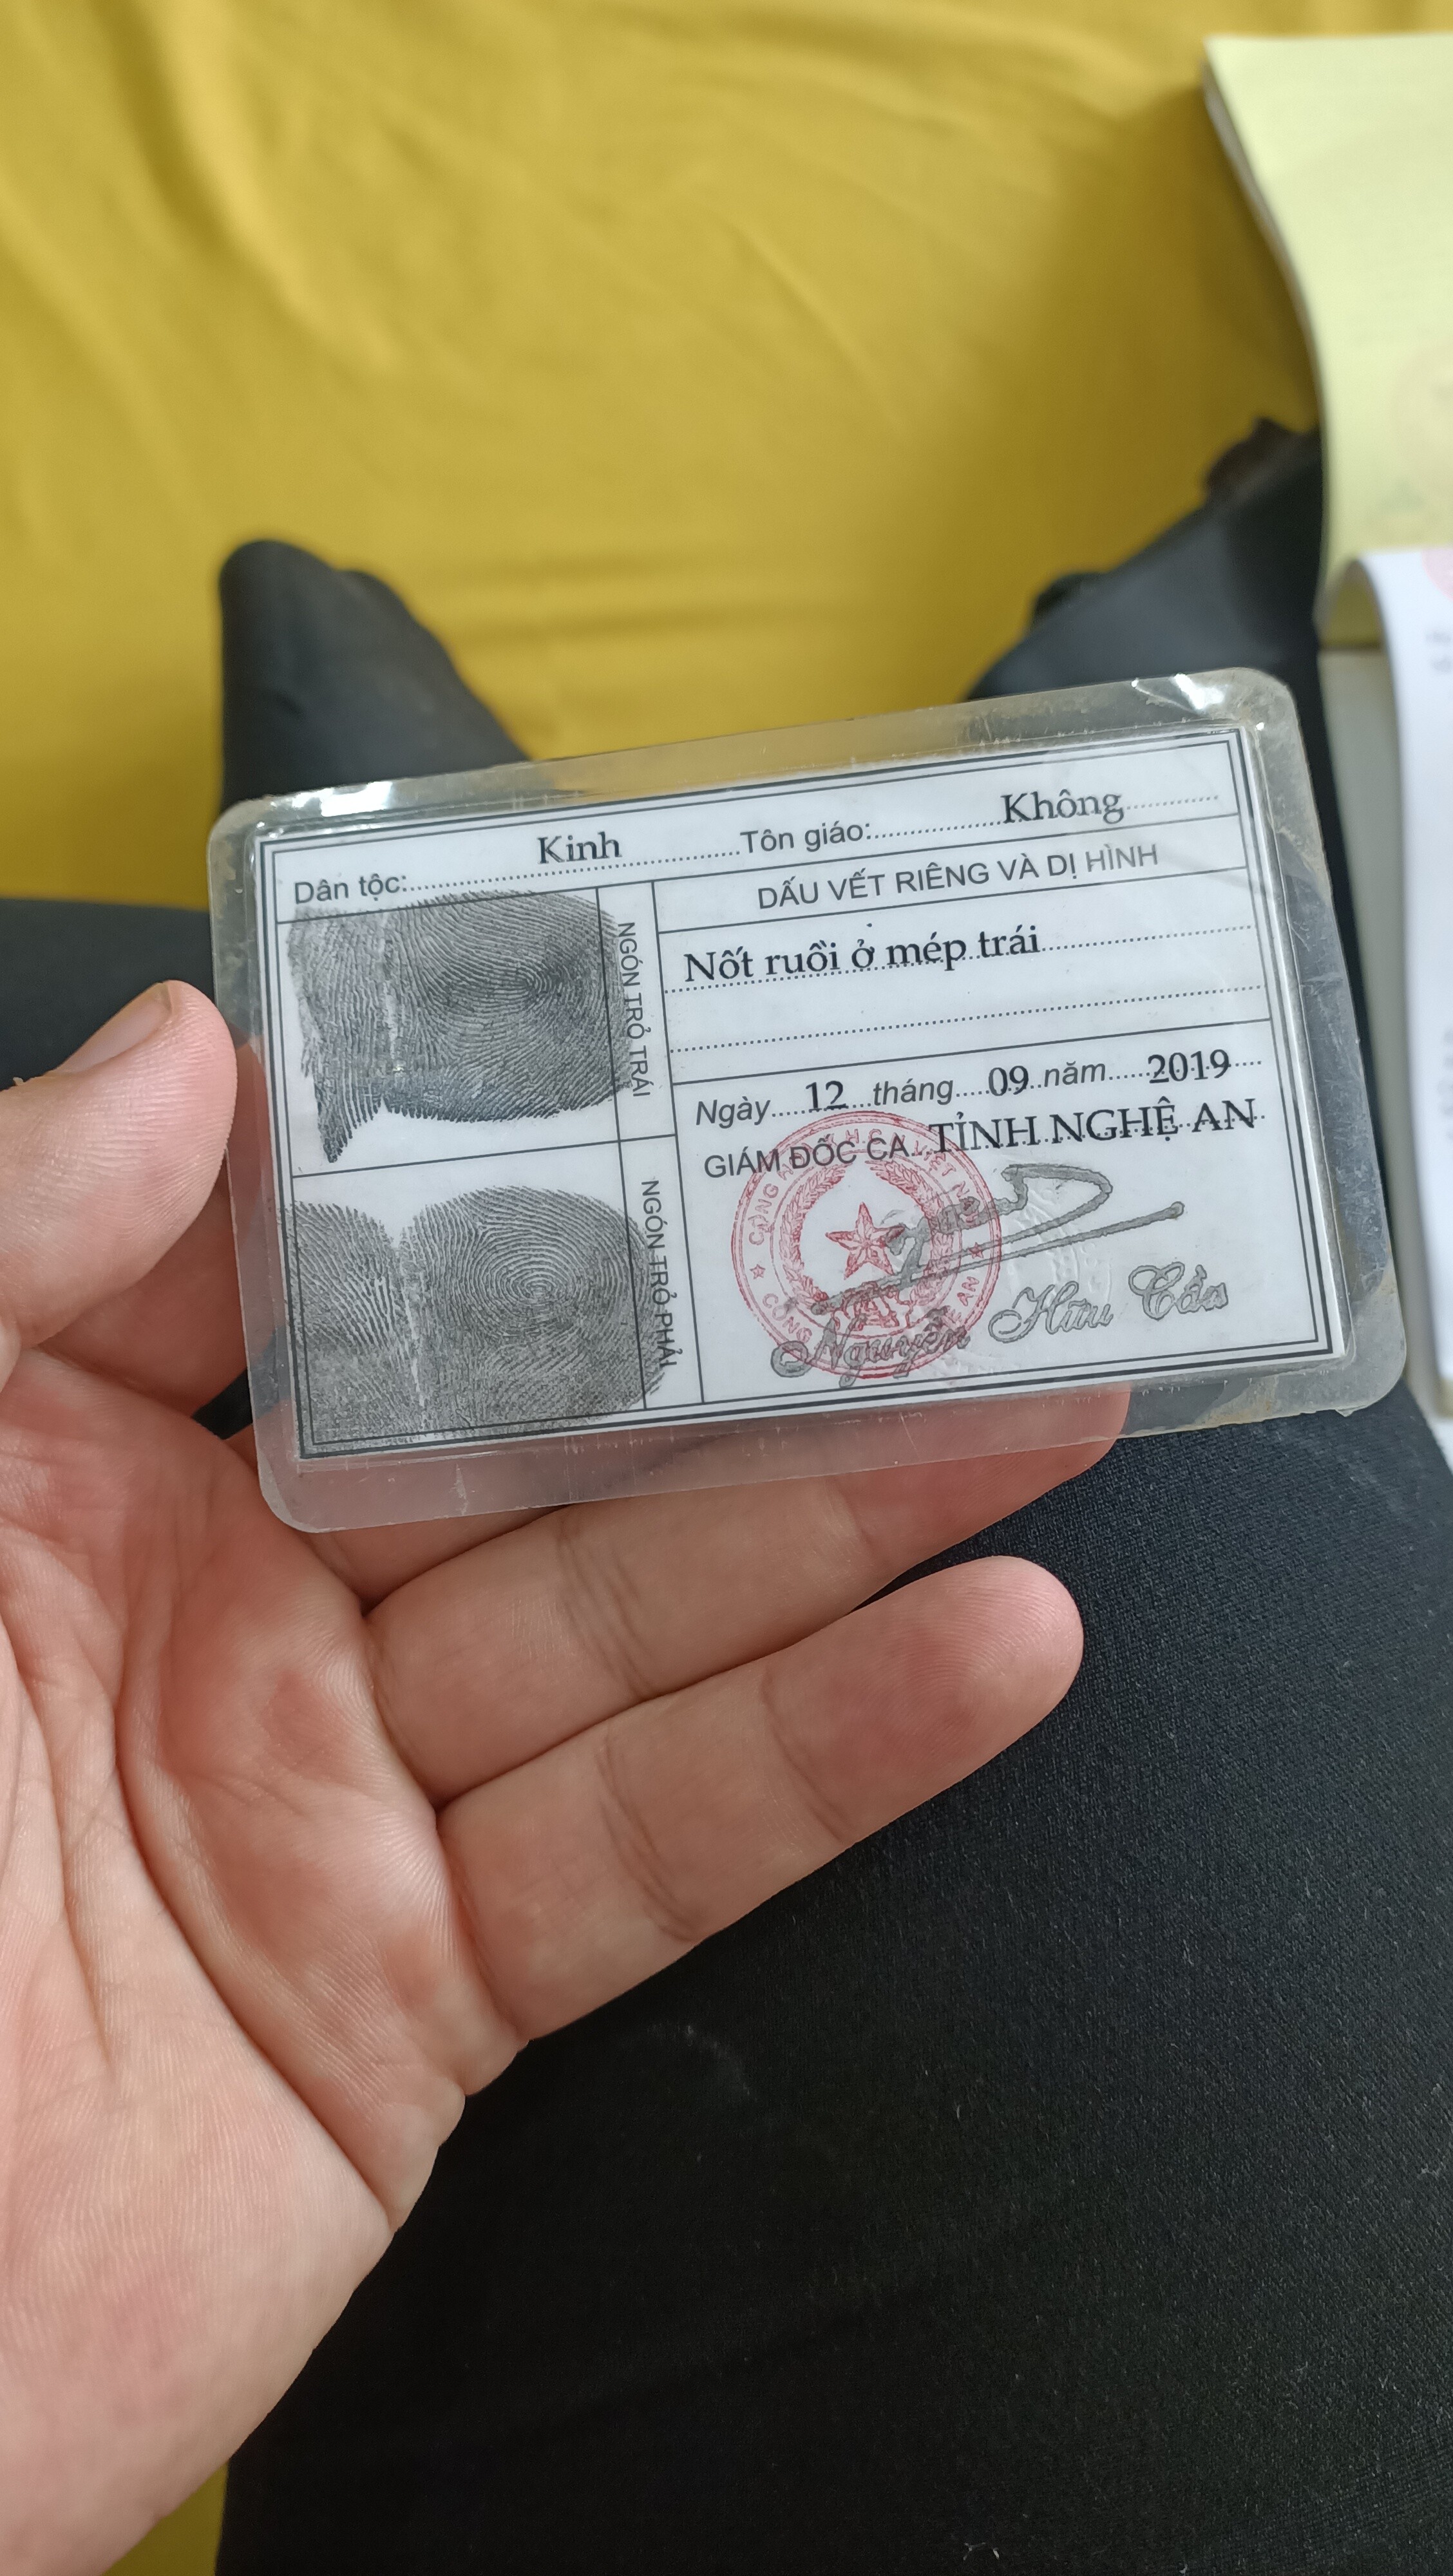 Dân tộc: Kinh Tôn giáo: Không
NGÓN TRỎ TRÁI
NGÓN TRỎ PHẢI
DẤU VẾT RIÊNG VÀ DỊ HÌNH
Nốt ruồi ở mép trái
Ngày 12 tháng 09 năm 2019
GIÁM ĐỐC CA TỈNH NGHỆ AN
Nguyễn Hữu Cầu